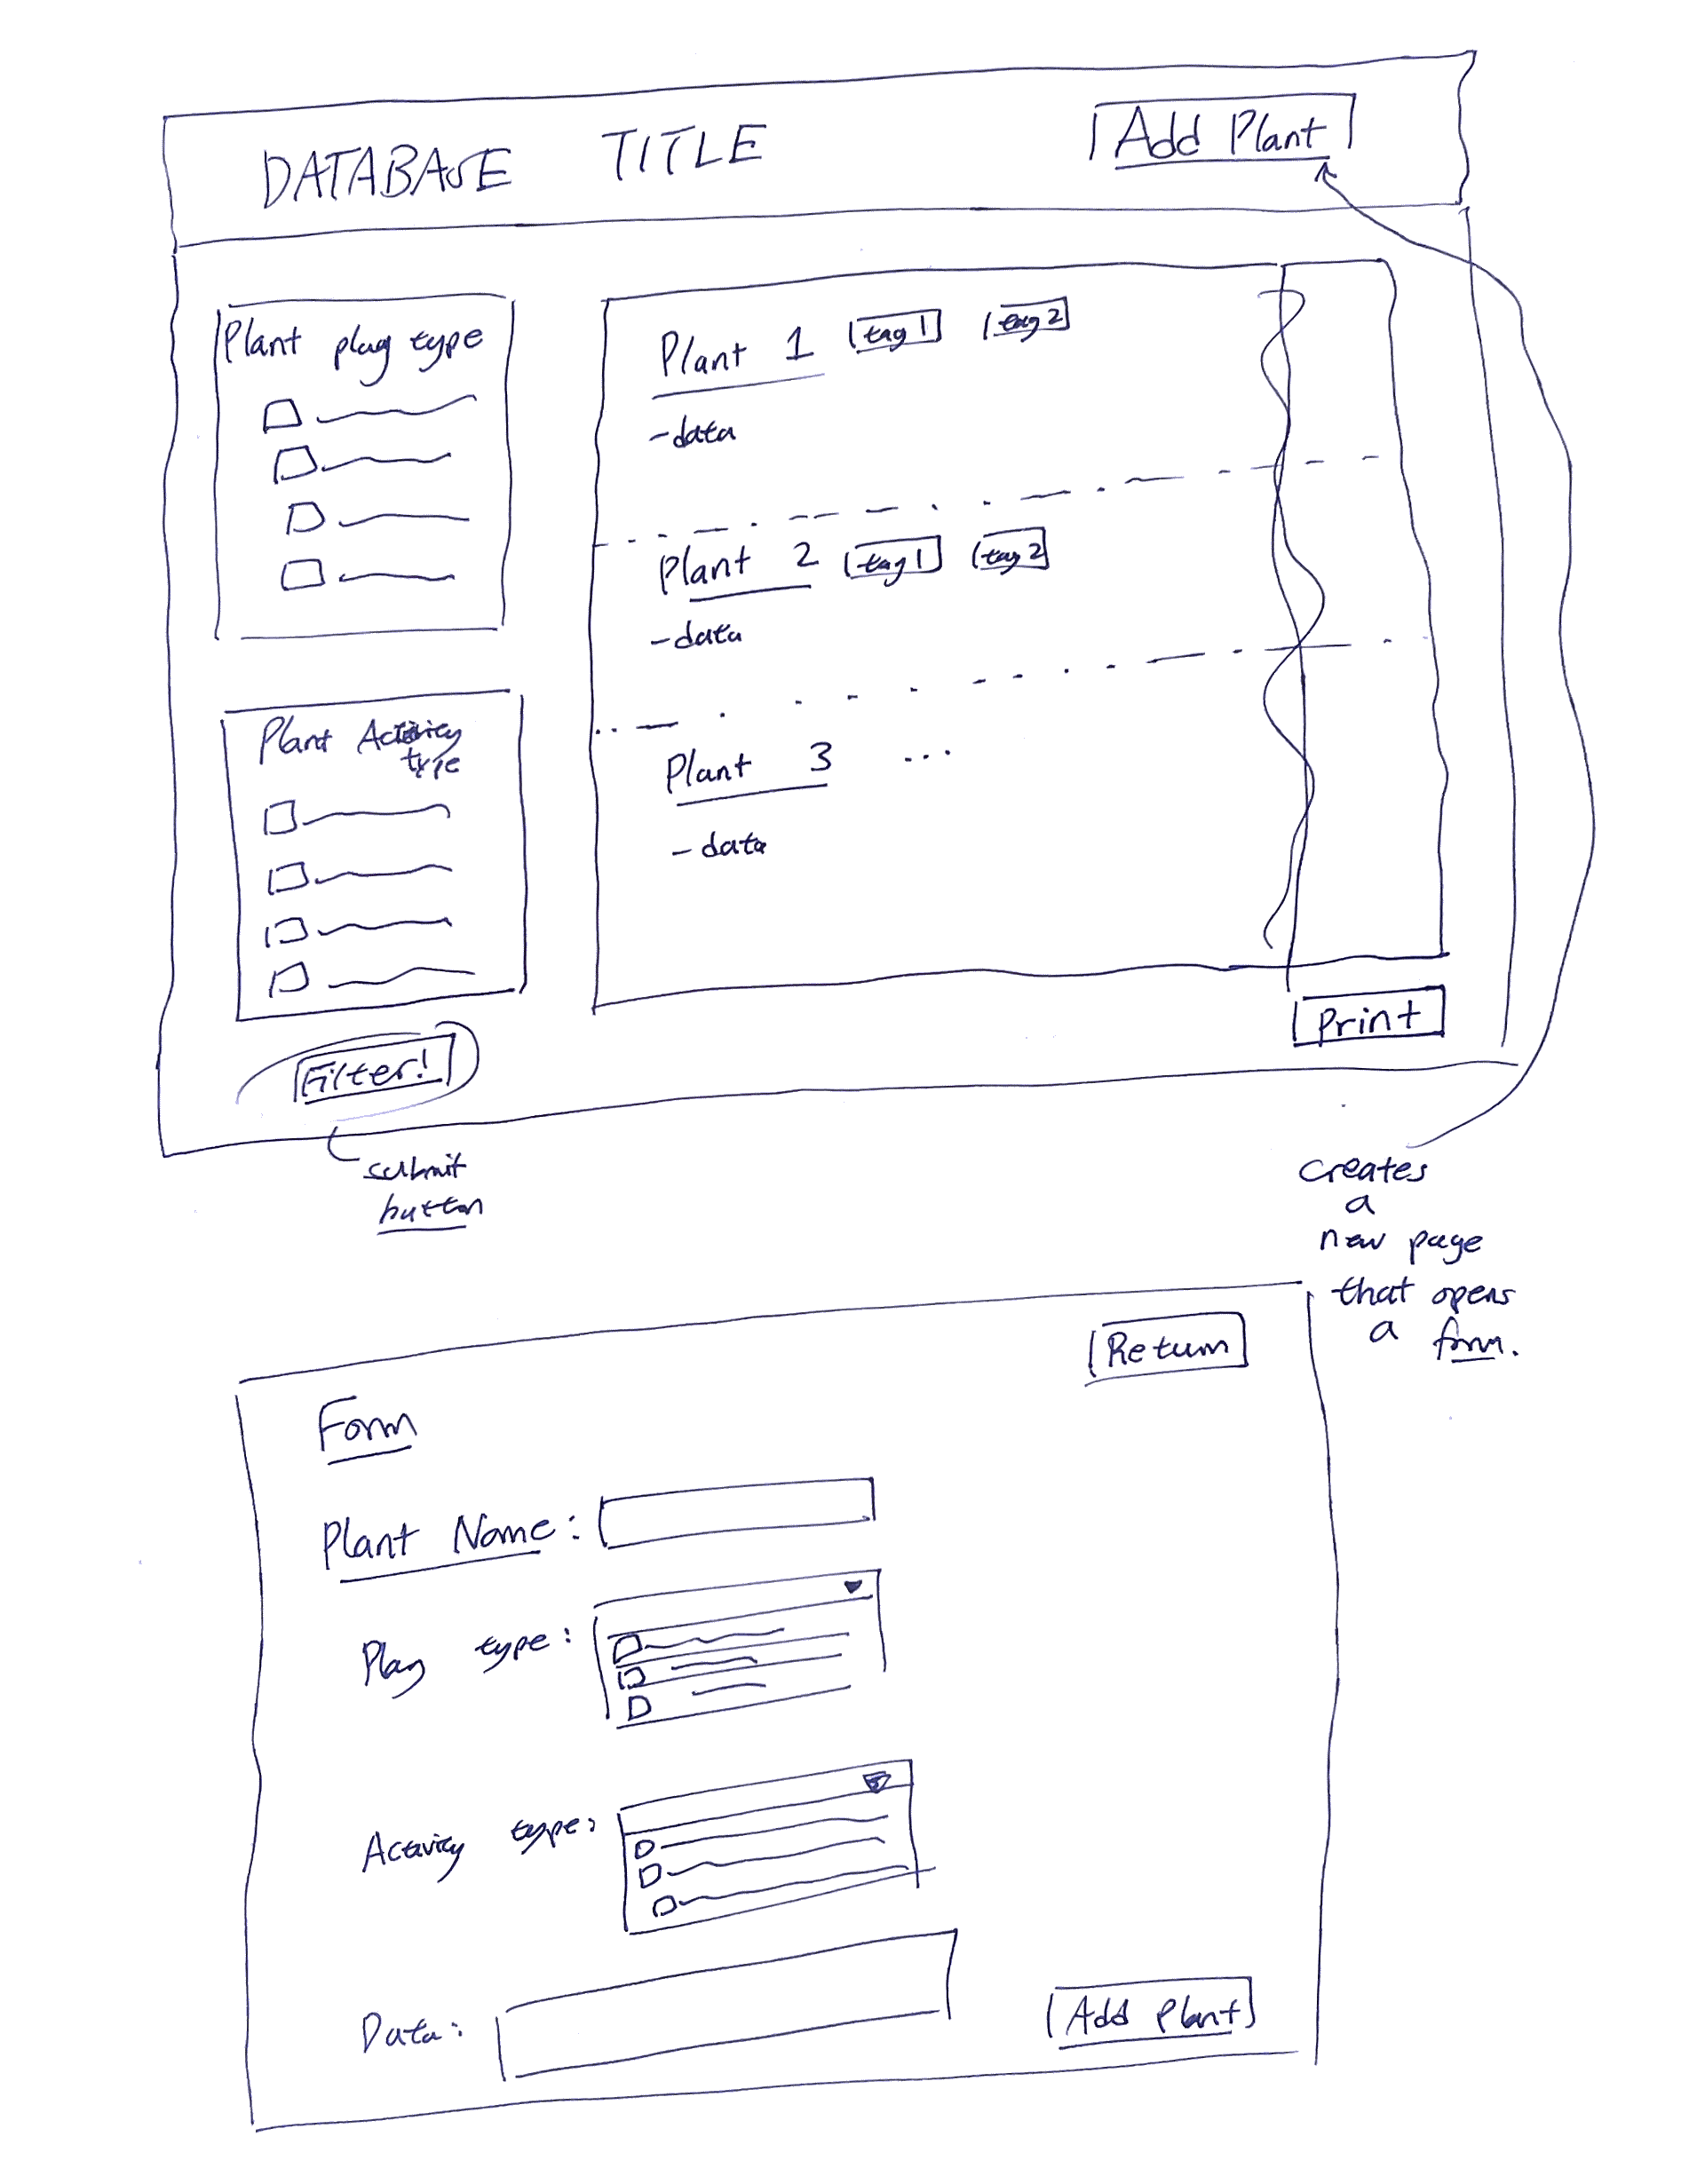 DATABASE TITLE
Add Plant
Plant play type
Plant Activity
type
Filter!
submit
button
Plant 1 tag 1 tag 2
- data
Plant 2 tag 1 tag 2
- data
Plant 3 ...
- data
Print
creates
a
new page
that opens
a form.
Return
Form
Plant Name:
Play type:
Activity type:
Data:
Add Plant